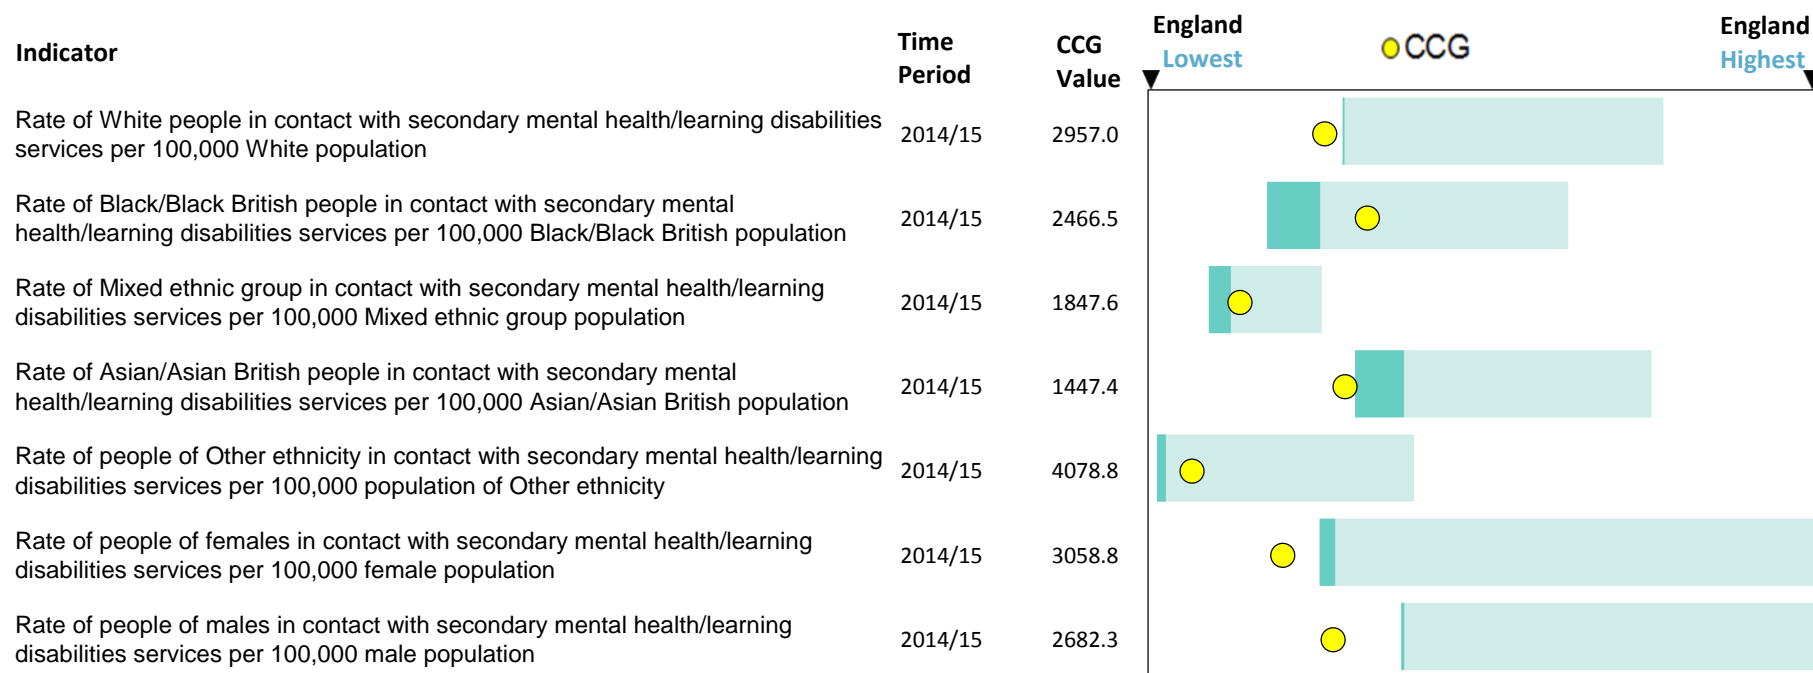 Indicator
Time
Period
CCG
Value
England
Lowest
CCG
England
Highest
Rate of White people in contact with secondary mental health/learning disabilities
services per 100,000 White population
2014/15
2957.0
Rate of Black/Black British people in contact with secondary mental
health/learning disabilities services per 100,000 Black/Black British population
2014/15
2466.5
Rate of Mixed ethnic group in contact with secondary mental health/learning
disabilities services per 100,000 Mixed ethnic group population
2014/15
1847.6
Rate of Asian/Asian British people in contact with secondary mental
health/learning disabilities services per 100,000 Asian/Asian British population
2014/15
1447.4
Rate of people of Other ethnicity in contact with secondary mental health/learning
disabilities services per 100,000 population of Other ethnicity
2014/15
4078.8
Rate of people of females in contact with secondary mental health/learning
disabilities services per 100,000 female population
2014/15
3058.8
Rate of people of males in contact with secondary mental health/learning
disabilities services per 100,000 male population
2014/15
2682.3